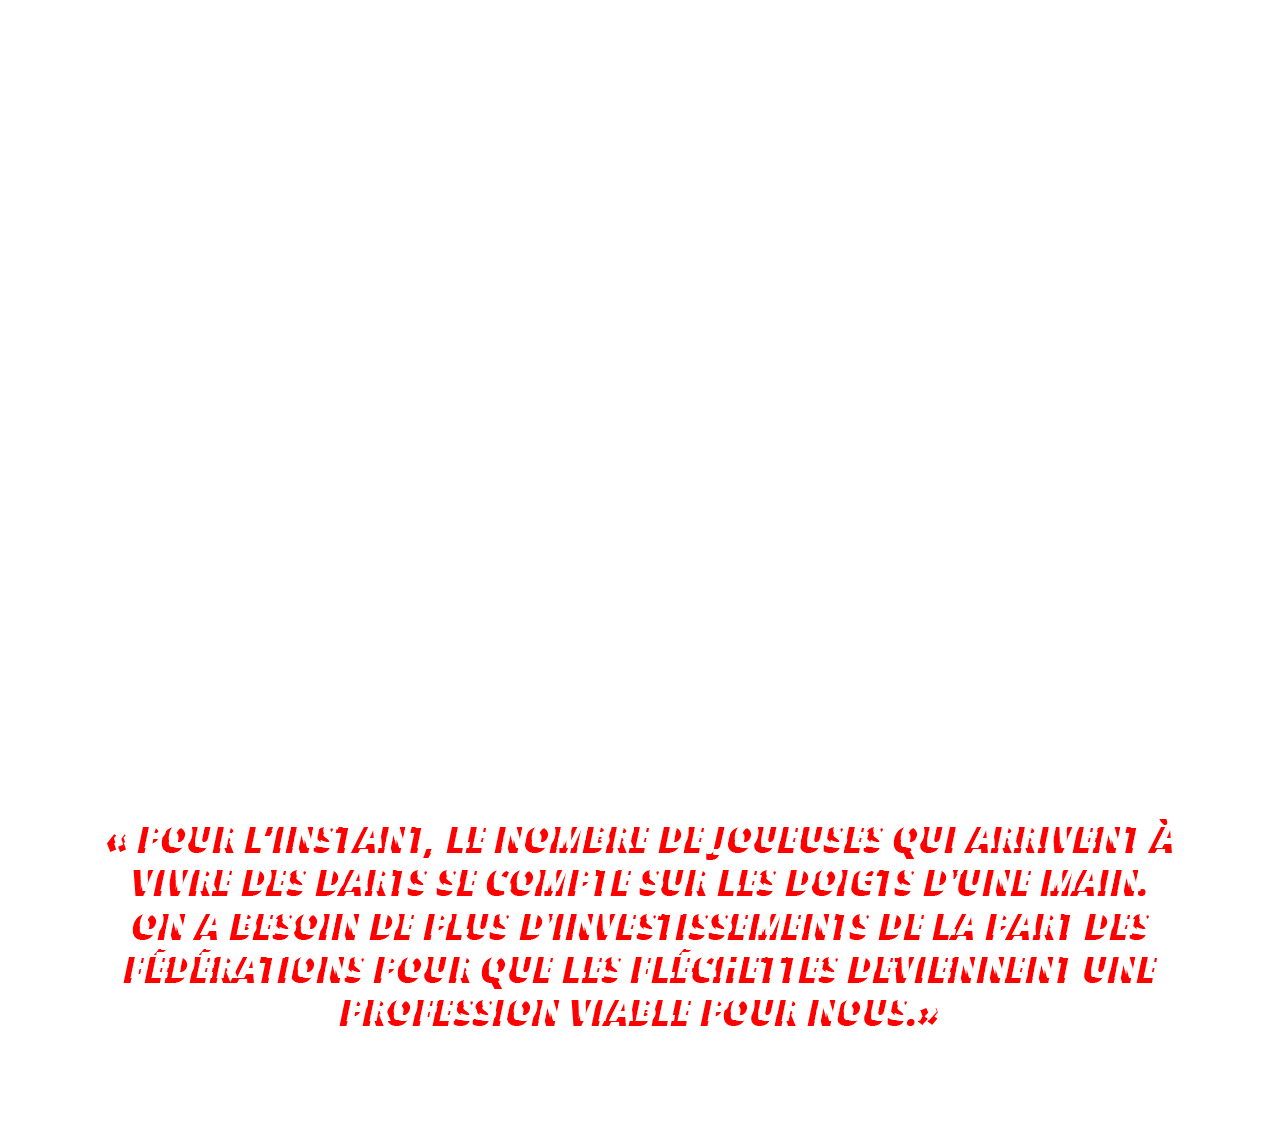 « POUR L’INSTANT, LE NOMBRE DE JOUEUSES QUI ARRIVENT À
VIVRE DES DARTS SE COMPTE SUR LES DOIGTS D'UNE MAIN.
ON A BESOIN DE PLUS D'INVESTISSEMENTS DE LA PART DES
FÉDÉRATIONS POUR QUE LES FLÉCHETTES DEVIENNENT UNE
PROFESSION VIABLE POUR NOUS.»